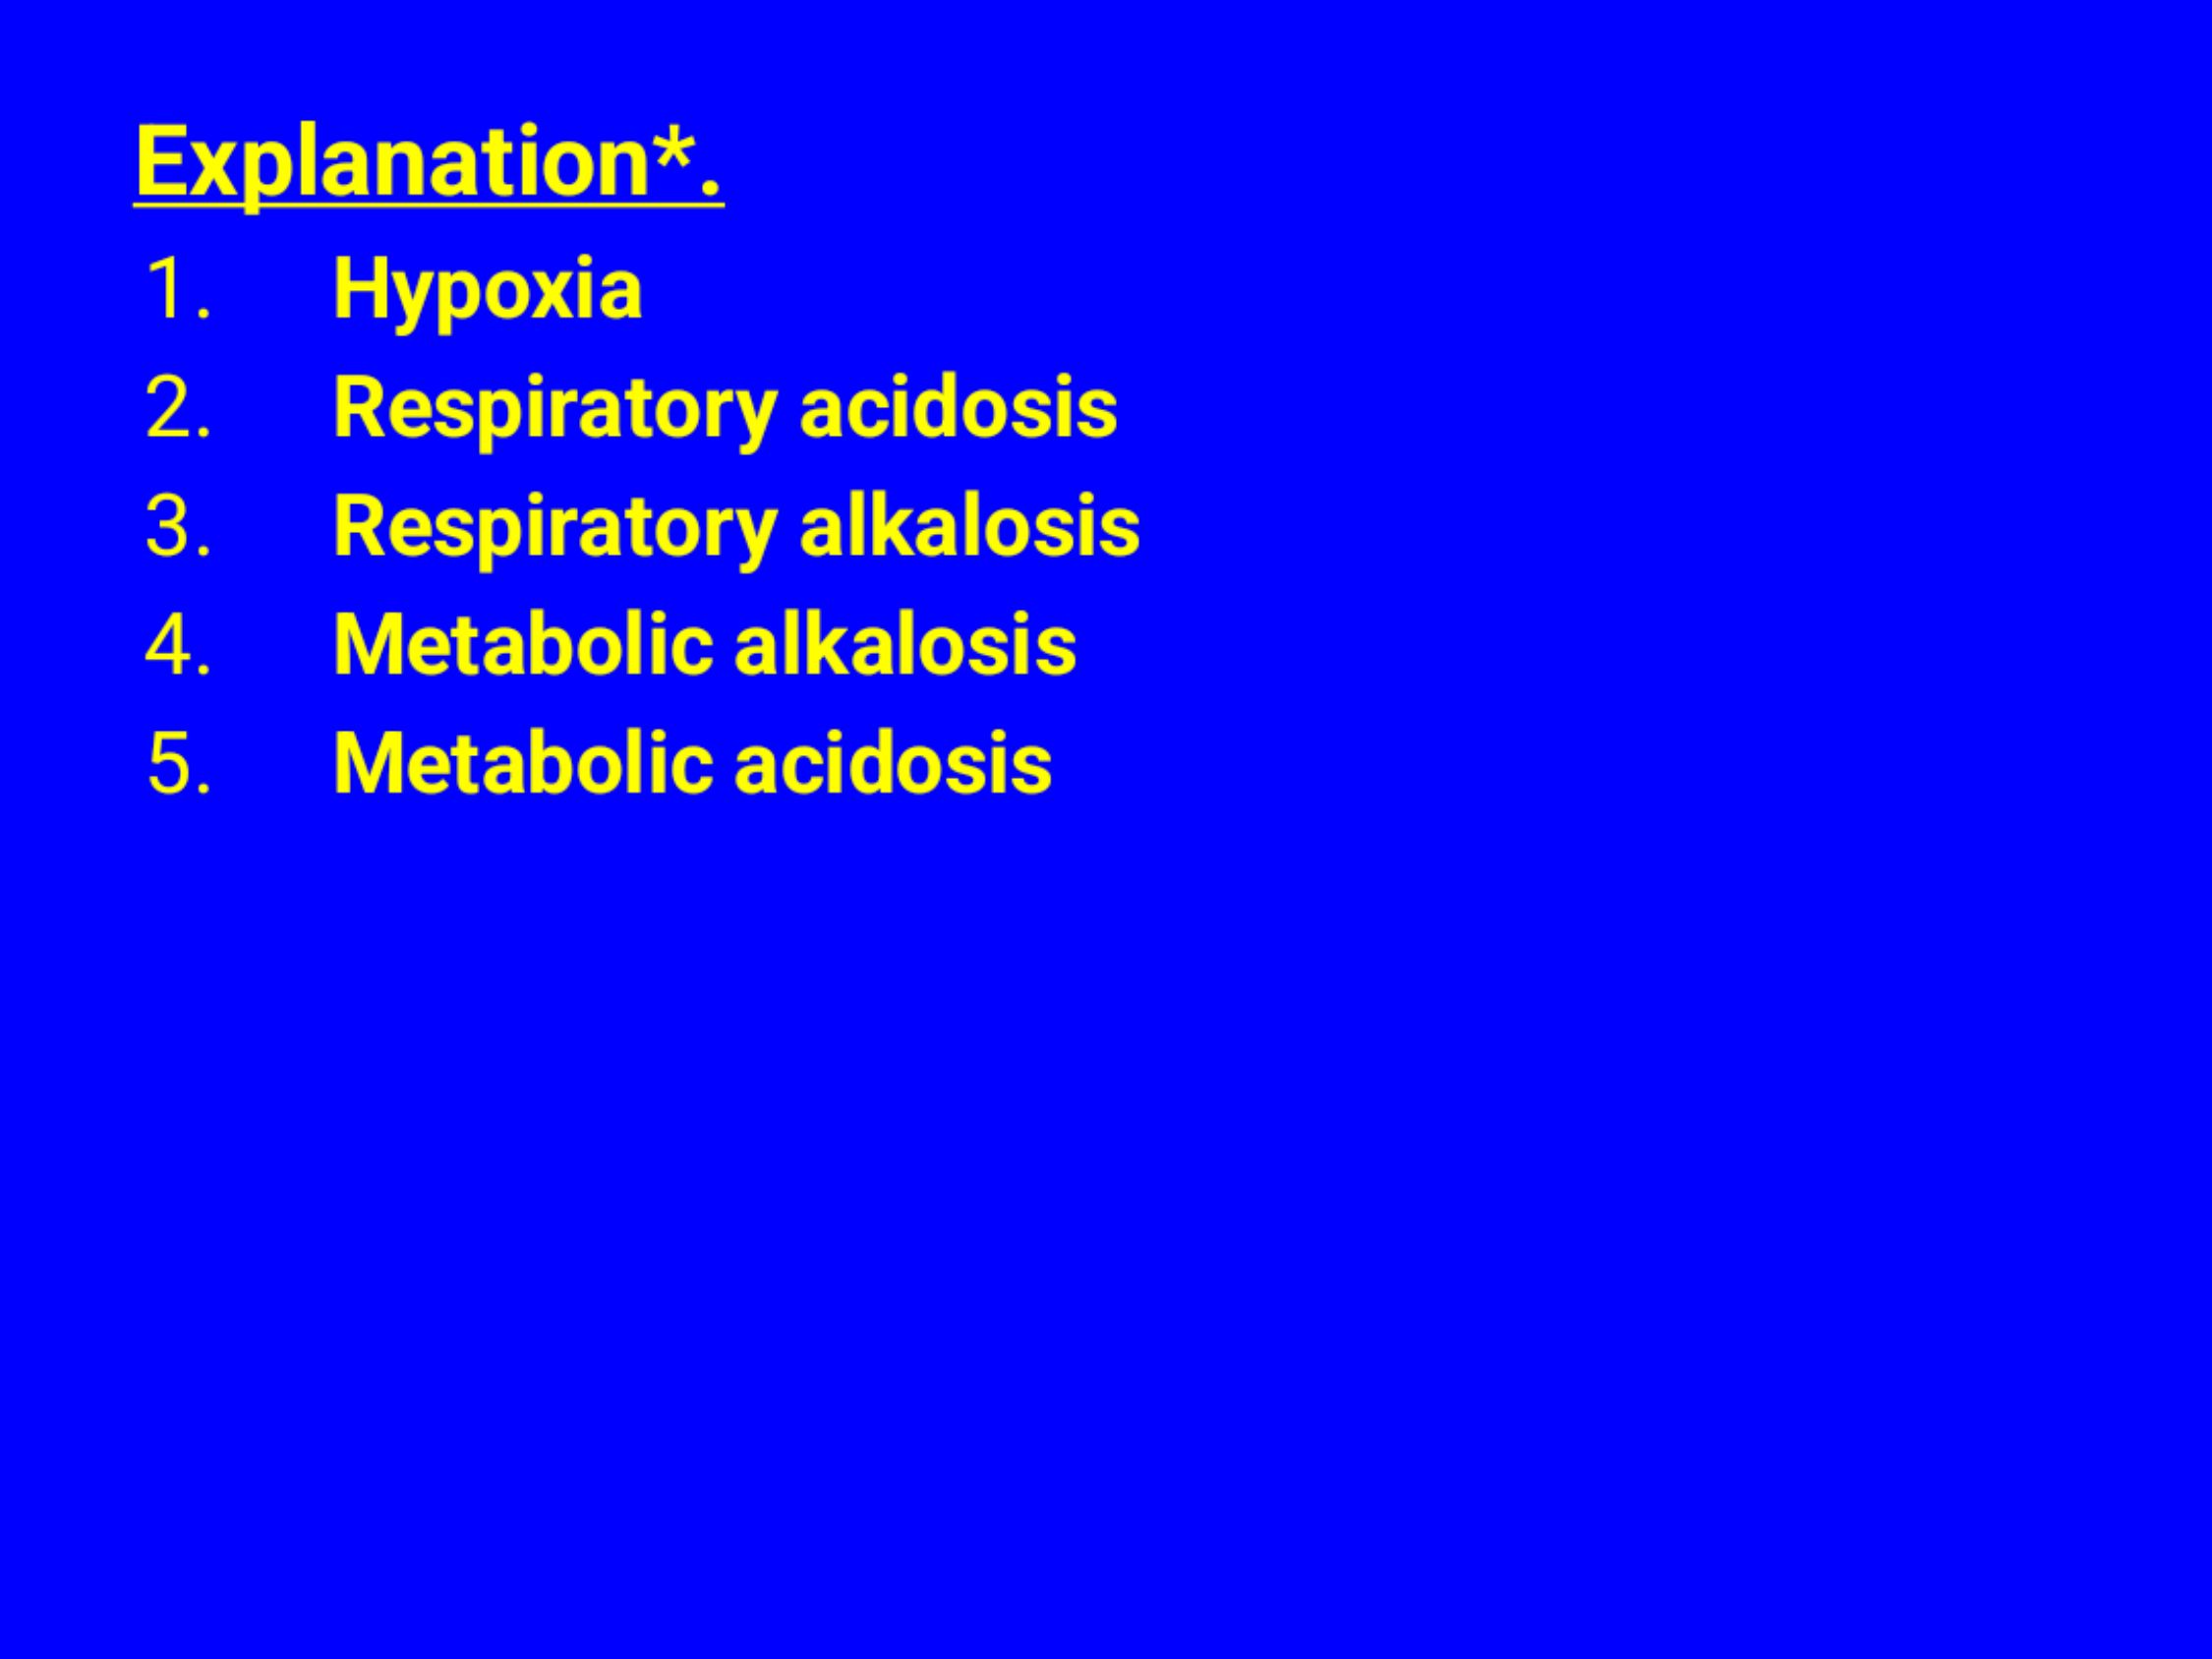 Explanation*.
1. Hypoxia
2. Respiratory acidosis
3. Respiratory alkalosis
4. Metabolic alkalosis
5. Metabolic acidosis